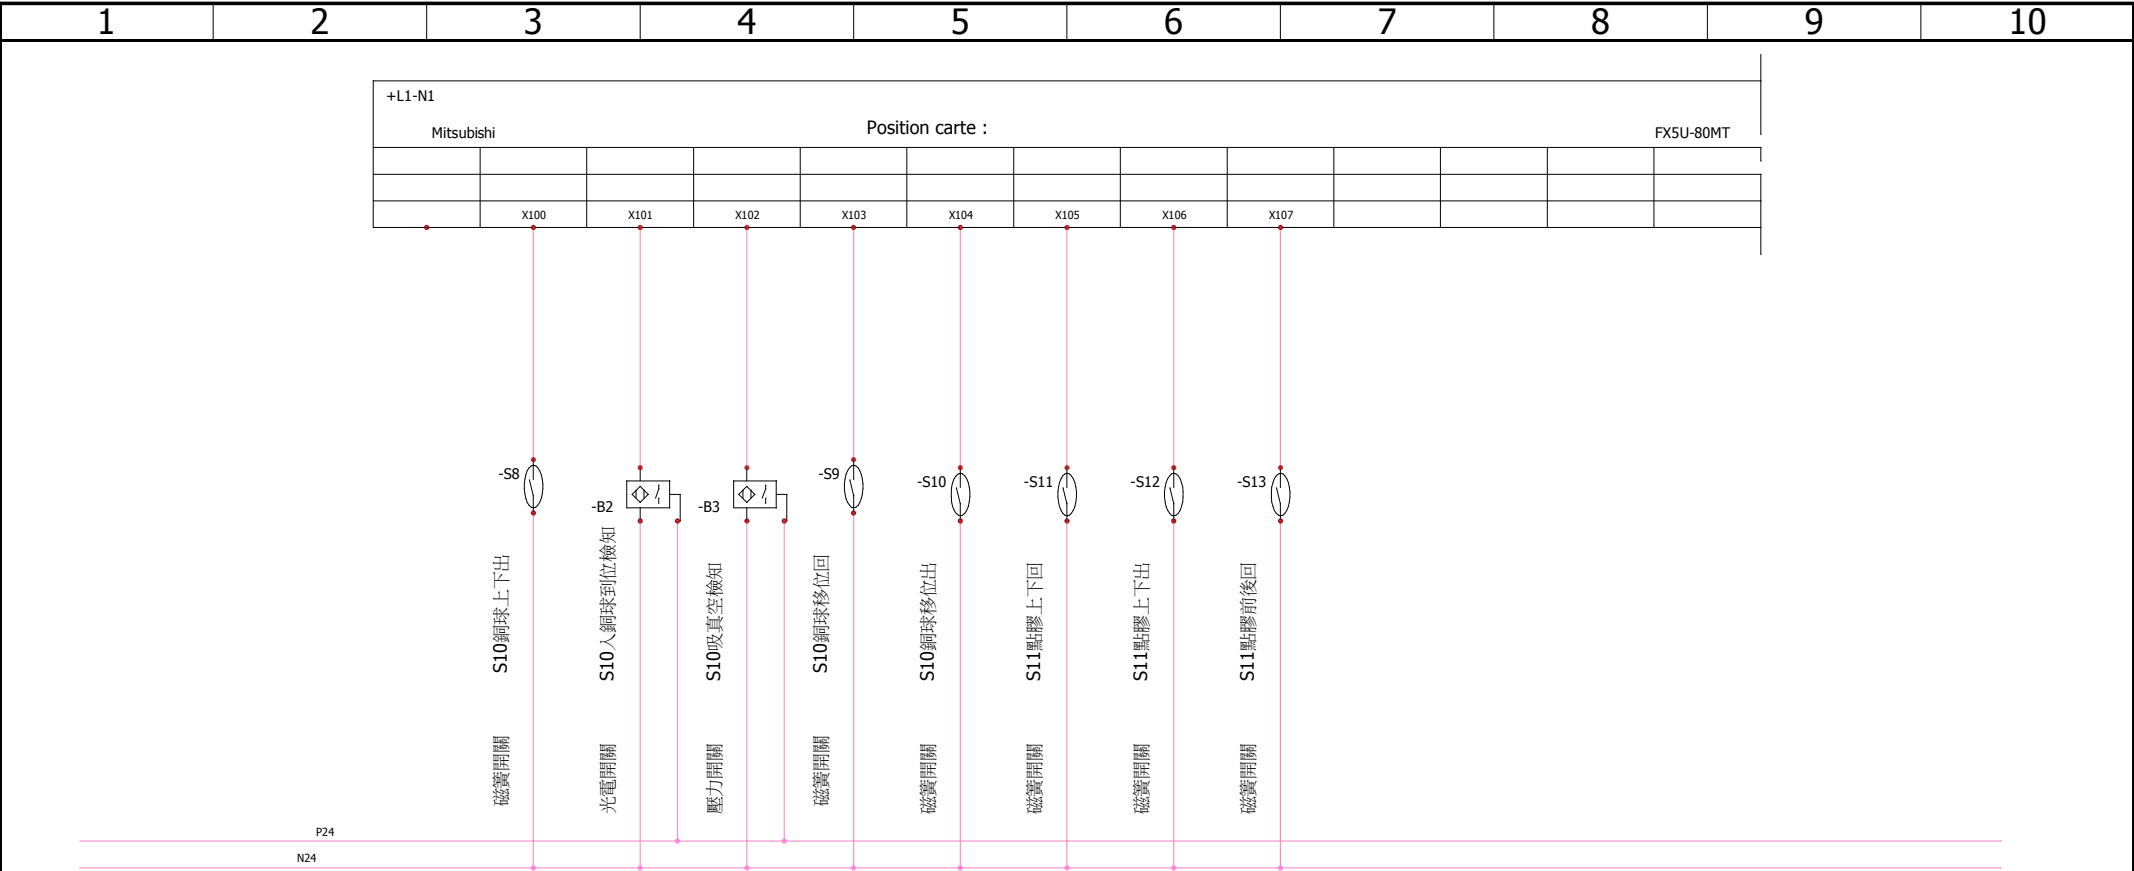 1 2 3 4 5 6 7 8 9 10
+L1-N1
Mitsubishi
Position carte :
FX5U-80MT
X100 X101 X102 X103 X104 X105 X106 X107
-S8
-B2
-B3
-S9
-S10
-S11
-S12
-S13
S10銅球上下出
S10入銅球到位檢知
S10吸真空檢知
S10銅球移位回
S10銅球移位出
S11點膠上下回
S11點膠上下出
S11點膠前後回
磁簧開關
光電開關
壓力開關
磁簧開關
磁簧開關
磁簧開關
磁簧開關
磁簧開關
P24
N24